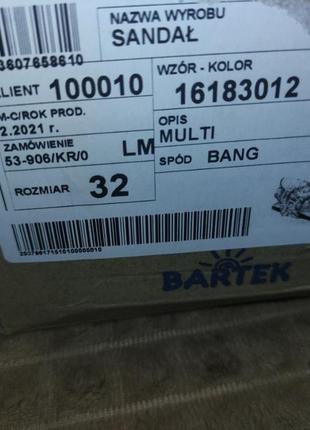 NAZWA WYROBU
SANDAŁ
3607658610
LIENT 100010
WZÓR - KOLOR
16183012
M-C/ROK PROD.
2.2021 r.
OPIS
MULTI
ZAMÓWIENIE
53-906/KR/0 LM
SPÓD BANG
ROZMIAR 32
BARTEK